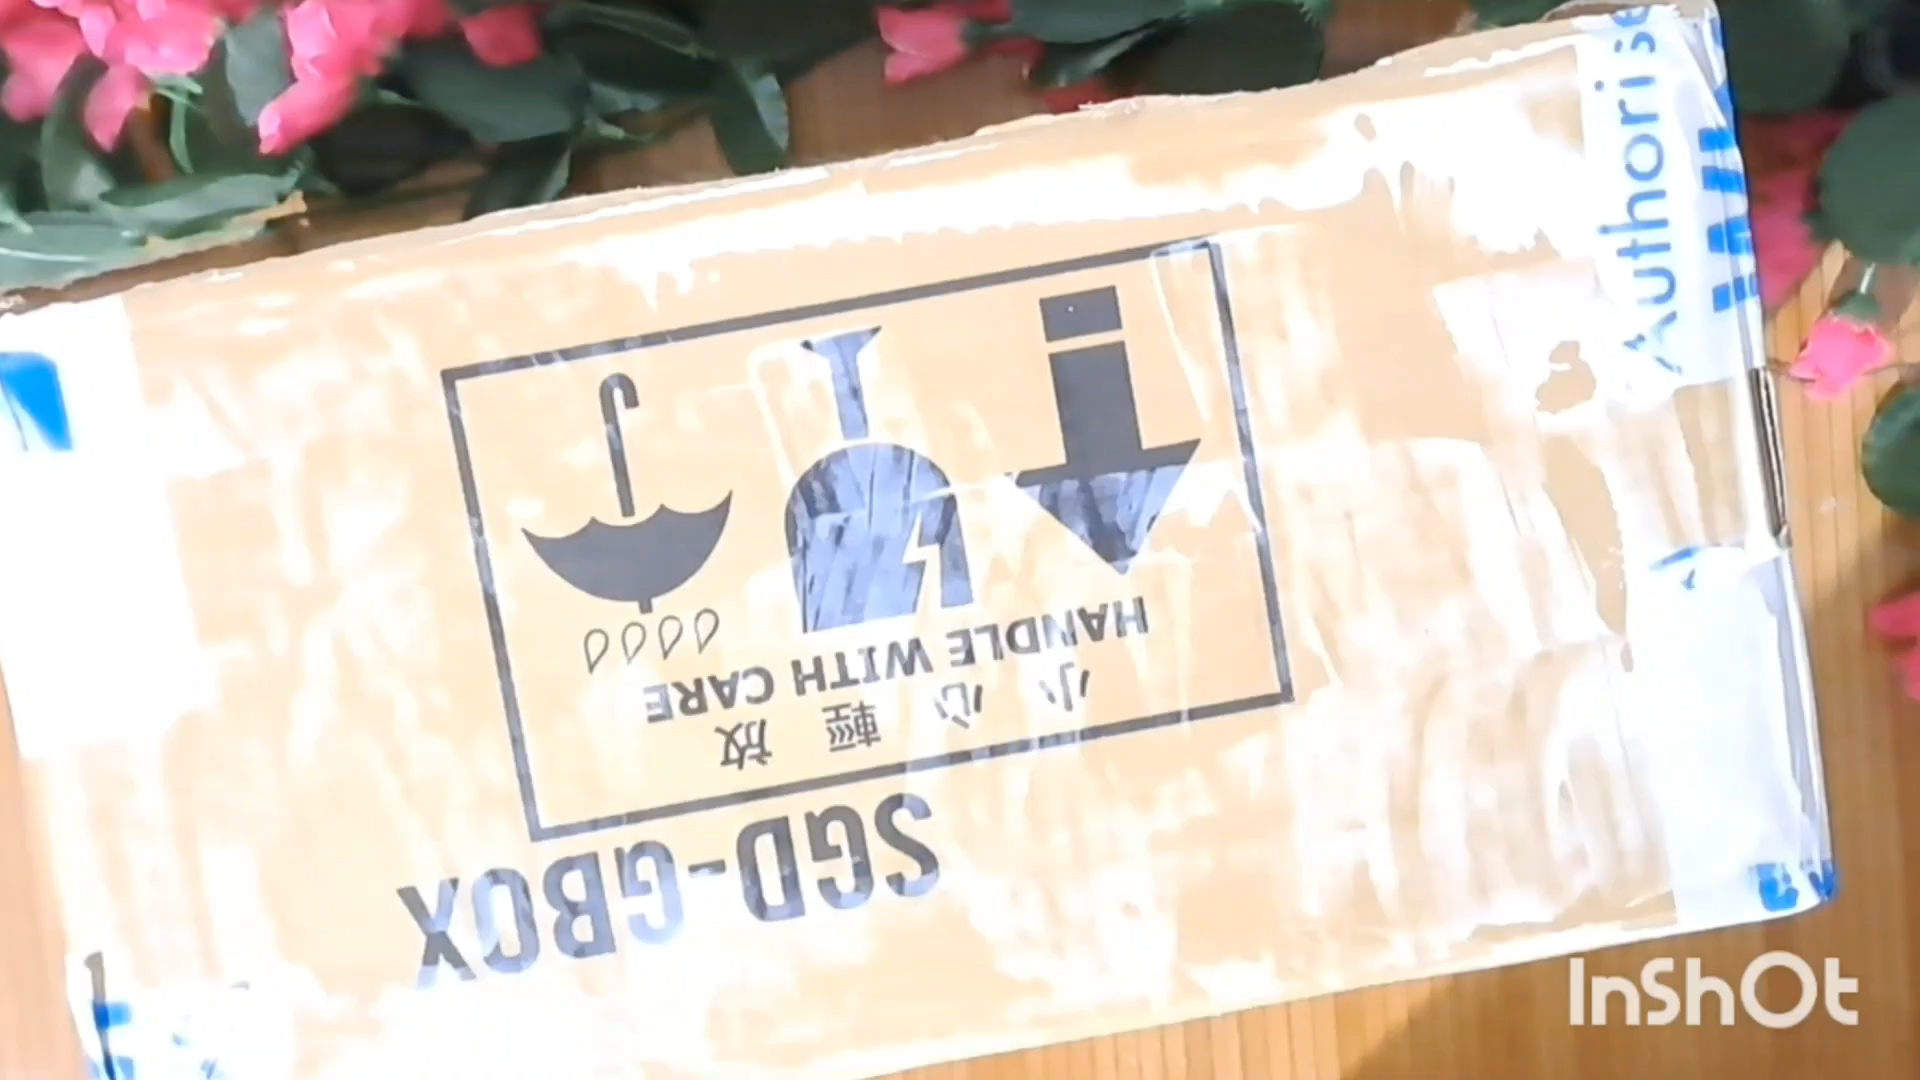 小心輕放
HANDLE WITH CARE
SGD-GBOX
Authorise
InShOt